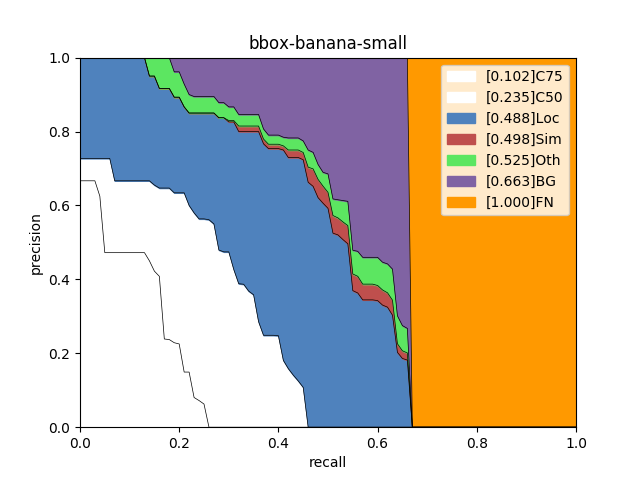 bbox-banana-small
1.0
0.8
0.6
0.4
0.2
0.0
precision
[0.102]C75
[0.235]C50
[0.488]Loc
[0.498]Sim
[0.525]Oth
[0.663]BG
[1.000]FN
0.0 0.2 0.4 0.6 0.8 1.0
recall